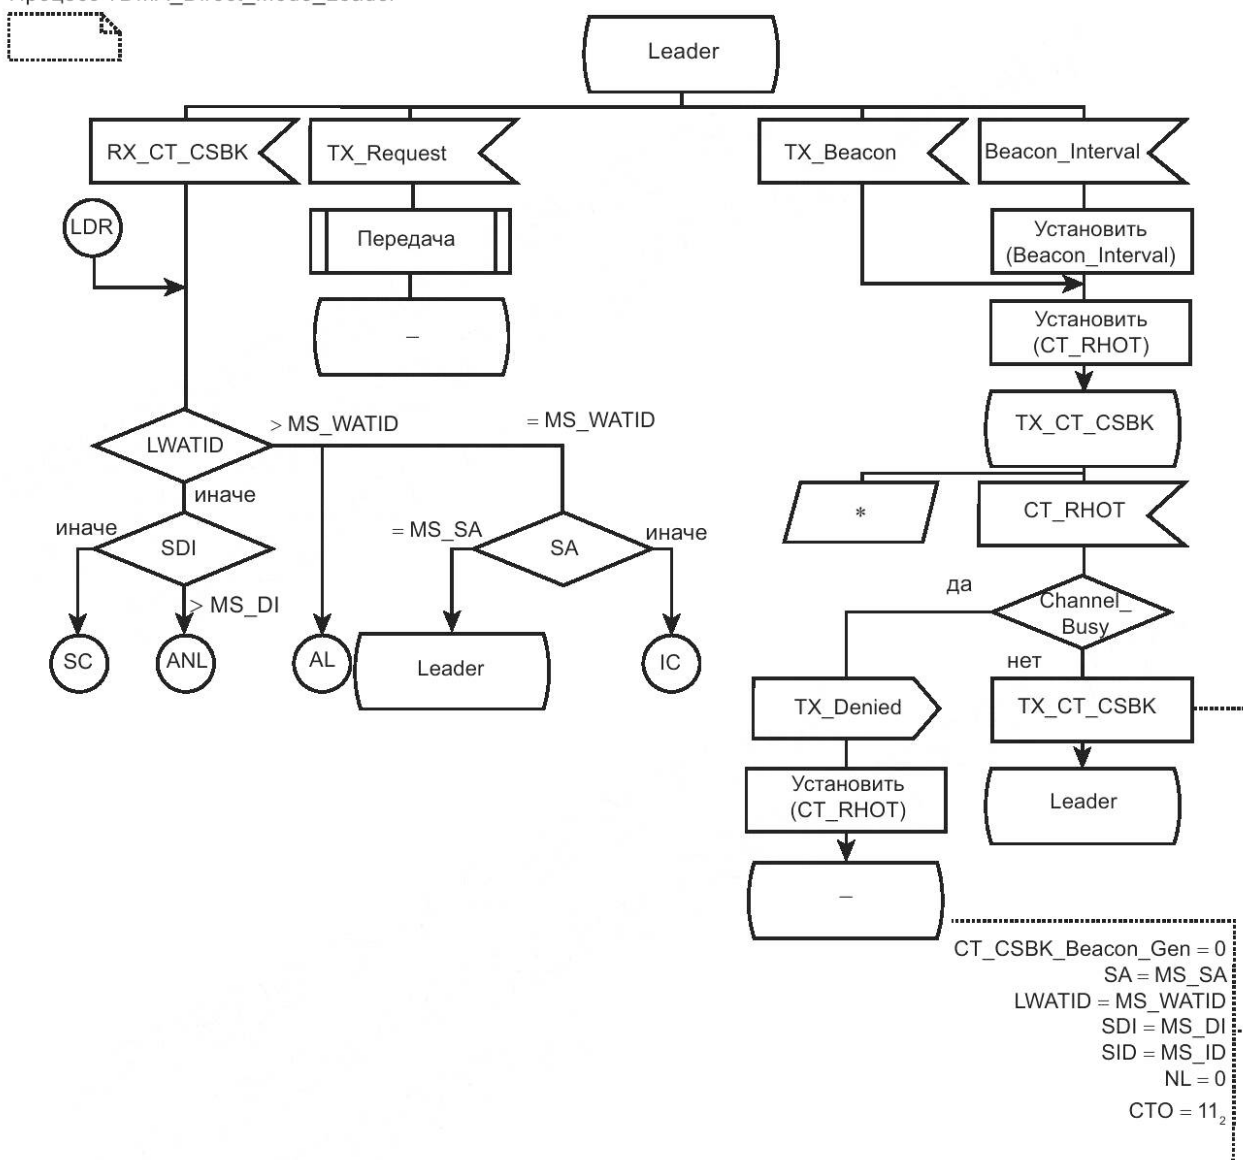 Leader
RX_CT_CSBK
TX_Request
TX_Beacon
Beacon_Interval
LDR
Передача
Установить
(Beacon_Interval)
–
Установить
(CT_RHOT)
LWATID
> MS_WATID
= MS_WATID
TX_CT_CSBK
иначе
*
CT_RHOT
иначе
SDI
= MS_SA
SA
иначе
> MS_DI
да
Channel_
Busy
SC
ANL
AL
Leader
IC
нет
TX_Denied
TX_CT_CSBK
Установить
(CT_RHOT)
Leader
–
CT_CSBK_Beacon_Gen = 0
SA = MS_SA
LWATID = MS_WATID
SDI = MS_DI
SID = MS_ID
NL = 0
CTO = 11₂